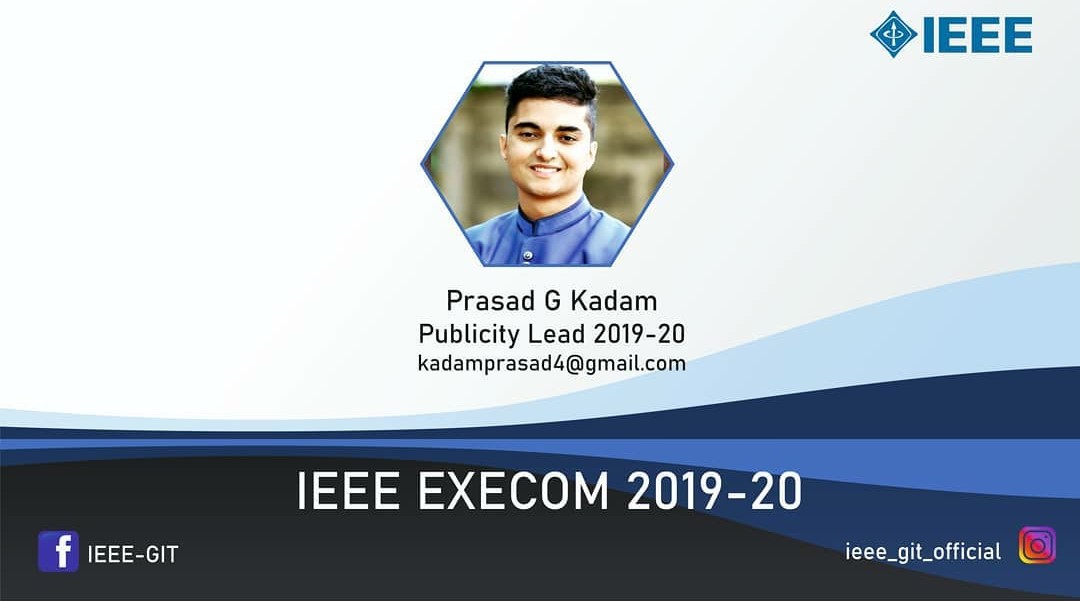 IEEE
Prasad G Kadam
Publicity Lead 2019-20
kadamprasad4@gmail.com
IEEE EXECOM 2019-20
f IEEE-GIT
ieee_git_official